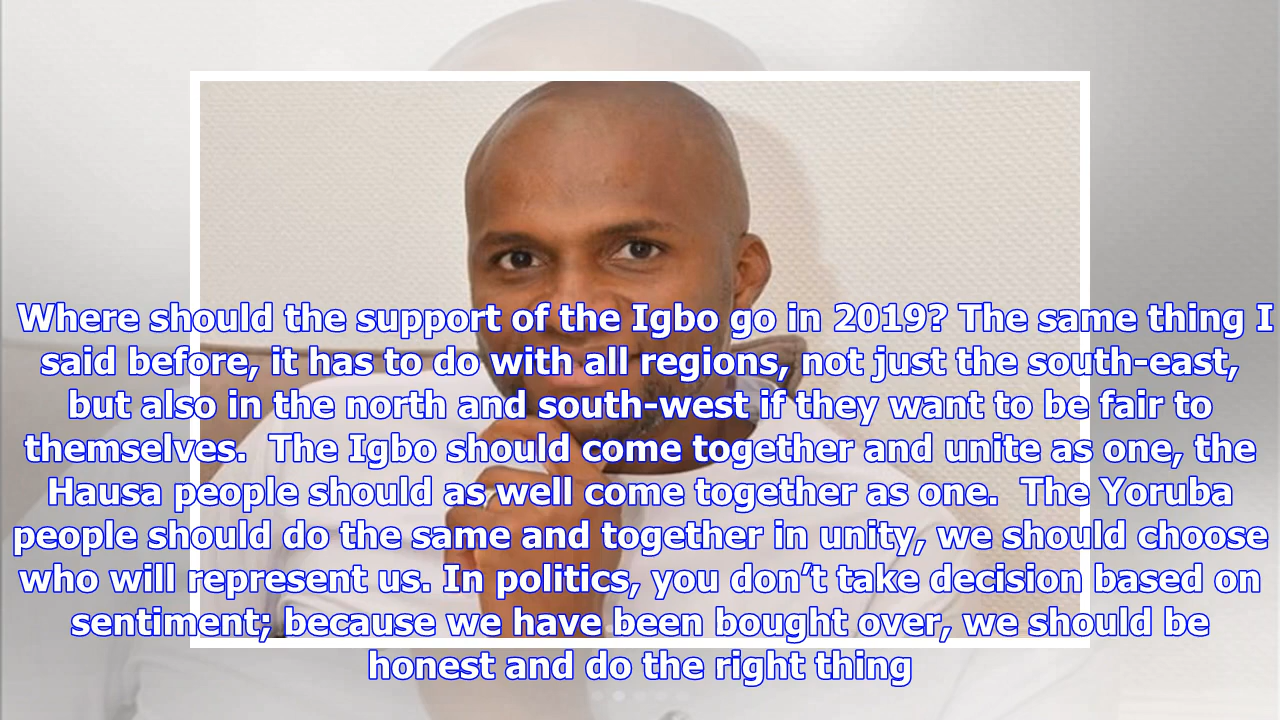 Where should the support of the Igbo go in 2019? The same thing I
said before, it has to do with all regions, not just the south-east,
but also in the north and south-west if they want to be fair to
themselves.  The Igbo should come together and unite as one, the
Hausa people should as well come together as one.  The Yoruba
people should do the same and together in unity, we should choose
who will represent us. In politics, you don’t take decision based on
sentiment; because we have been bought over, we should be
honest and do the right thing